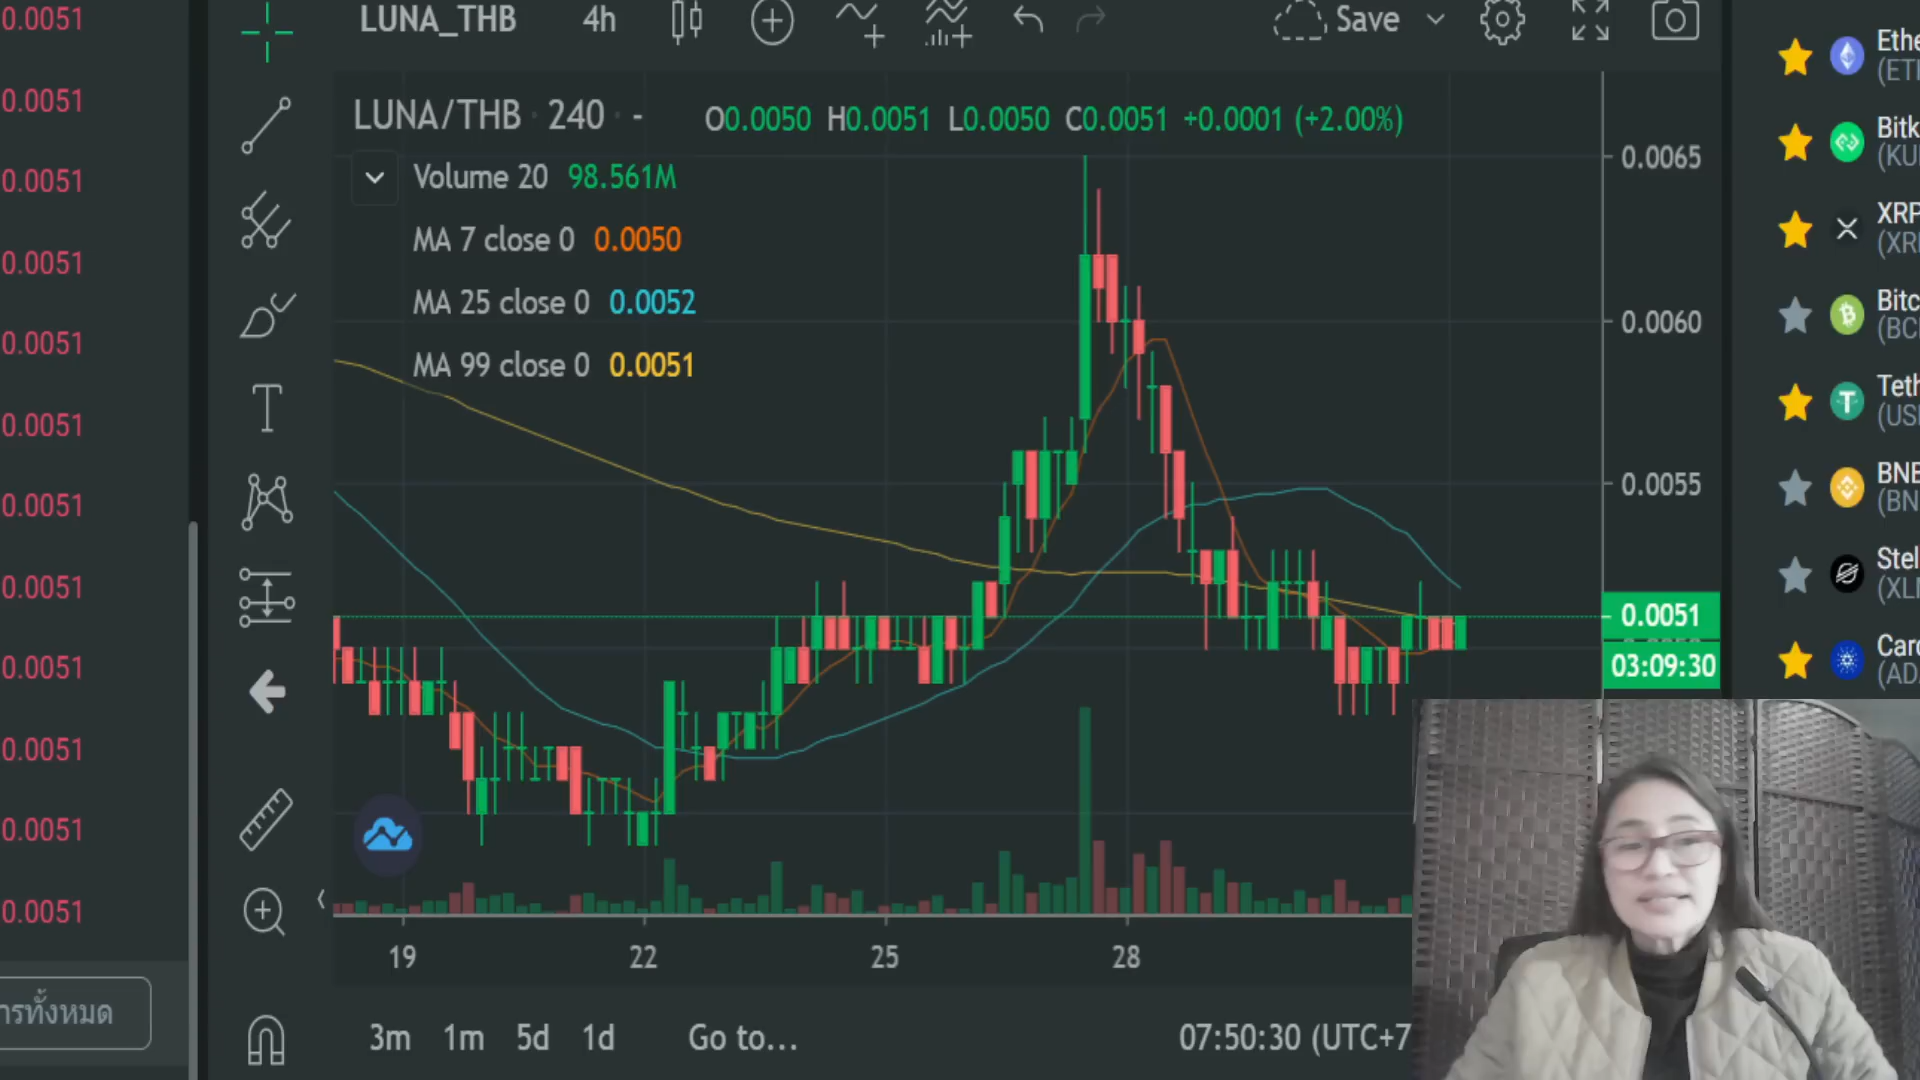 0.0051
0.0051
0.0051
0.0051
0.0051
0.0051
0.0051
0.0051
0.0051
0.0051
0.0051
0.0051
LUNA_THB 4h Save
LUNA/THB · 240 · - O0.0050 H0.0051 L0.0050 C0.0051 +0.0001 (+2.00%)
Volume 20 98.561M
MA 7 close 0 0.0050
MA 25 close 0 0.0052
MA 99 close 0 0.0051
0.0065
0.0060
0.0055
0.0051
03:09:30
19 22 25 28
3m 1m 5d 1d Go to... 07:50:30 (UTC+7
ารทั้งหมด
Ethe
(ETH
Bitk
(KU
XRP
(XR
Bitc
(BC
Teth
(US
BNB
(BN
Stel
(XL
Card
(AD